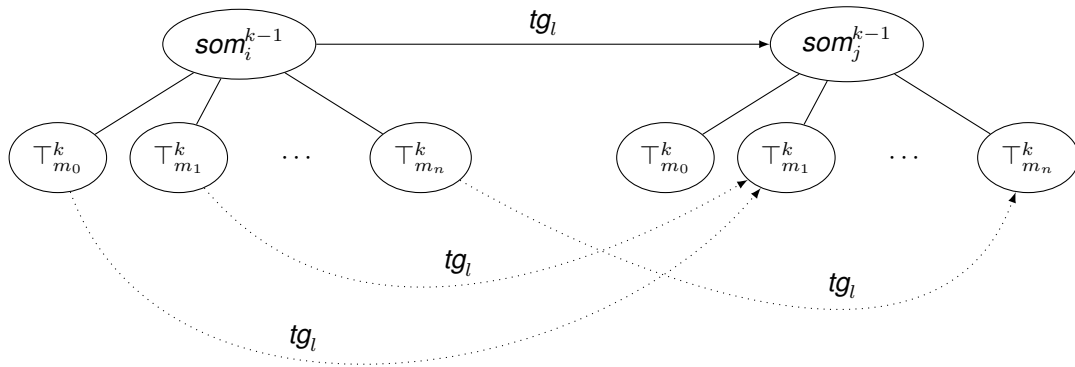 tg_l
som_i^{k−1} som_j^{k−1}
⊤_{m_0}^k ⊤_{m_1}^k ⋯ ⊤_{m_n}^k ⊤_{m_0}^k ⊤_{m_1}^k ⋯ ⊤_{m_n}^k
tg_l
tg_l
tg_l